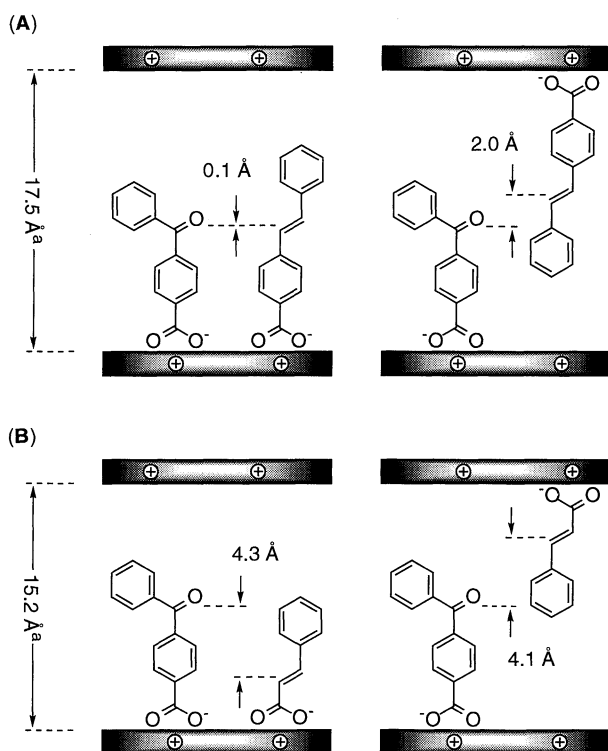 (A)
⊕ ⊕ ⊕ ⊕
-O O
17.5 Åa
0.1 Å
2.0 Å
O O
O O- -O O
⊕ ⊕ ⊕ ⊕
(B)
⊕ ⊕ ⊕ ⊕
-O O
15.2 Åa
4.3 Å
O O
4.1 Å
O O- O O- -O O
⊕ ⊕ ⊕ ⊕